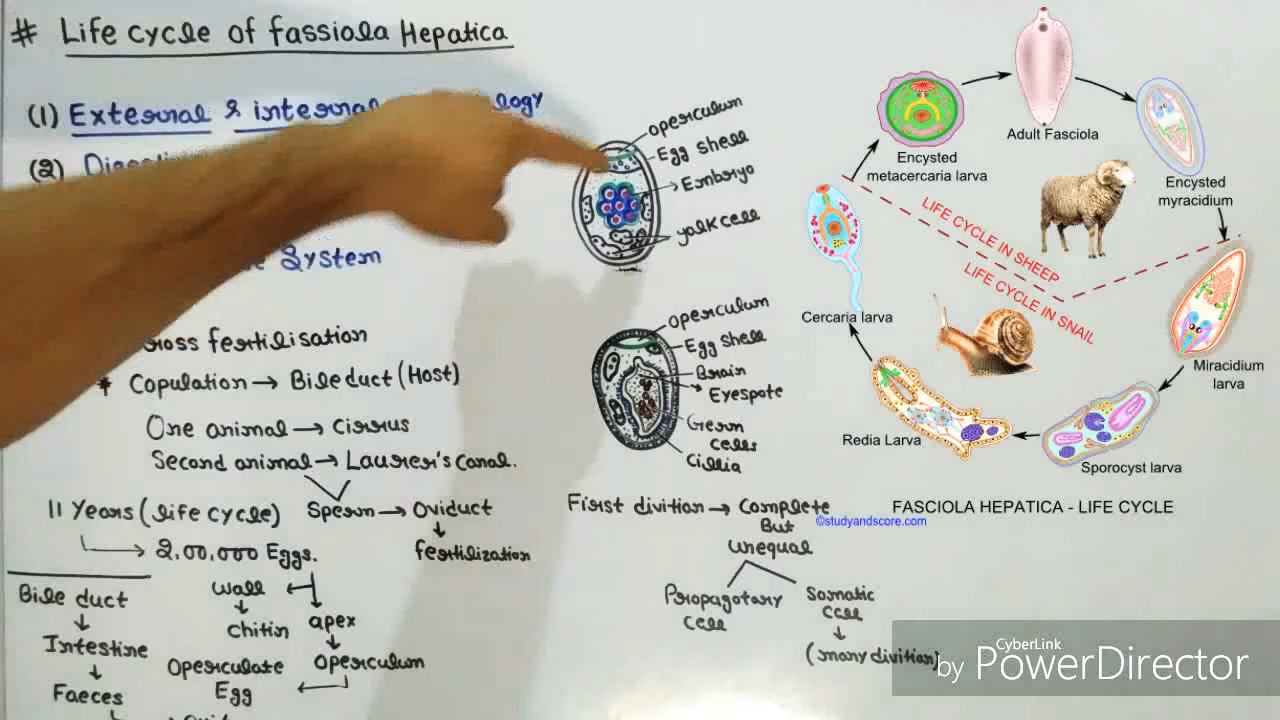 # Life cycle of fassiola Hepatica
(1) External & internal logy
(2)
System
fertilisation
* Copulation → Bile duct (Host)
One animal → Cirrus
Second animal → Laurer's Canal.
11 Years (life cycle) Sperm → Oviduct
2,00,000 Eggs. fertilization
Bile duct
Intestine
Faeces
wall
chitin
apex
operculum
Operculate
Egg
operculum
Egg shell
Embryo
yolk cell
operculum
Egg shell
Brain
Eyespote
Germ
cells
Cillia
First divition → Complete
But
unequal
Propagotary
cell
Somatic
cell
(many divition)
Adult Fasciola
Encysted
myracidium
Encysted
metacercaria larva
LIFE CYCLE IN SHEEP
LIFE CYCLE IN SNAIL
Cercaria larva
Miracidium
larva
Redia Larva
Sporocyst larva
FASCIOLA HEPATICA - LIFE CYCLE
©studyandscore.com
CyberLink
by PowerDirector